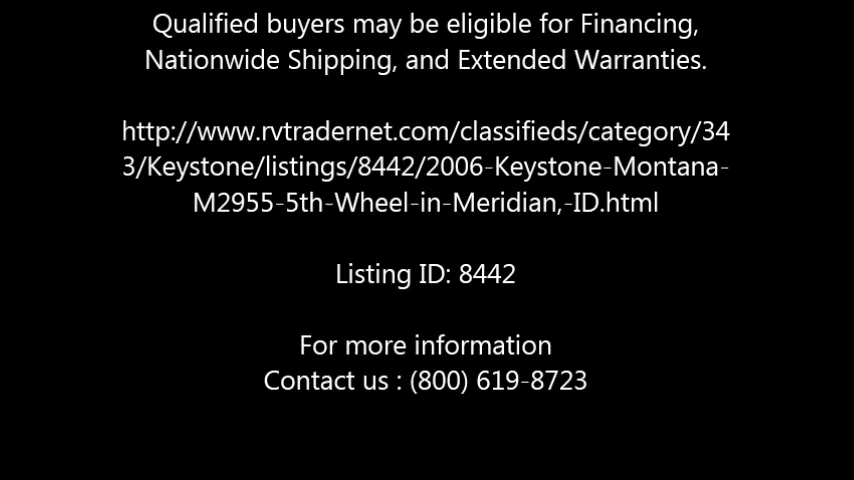 Qualified buyers may be eligible for Financing,
Nationwide Shipping, and Extended Warranties.
http://www.rvtradernet.com/classifieds/category/34
3/Keystone/listings/8442/2006-Keystone-Montana-
M2955-5th-Wheel-in-Meridian,-ID.html
Listing ID: 8442
For more information
Contact us : (800) 619-8723